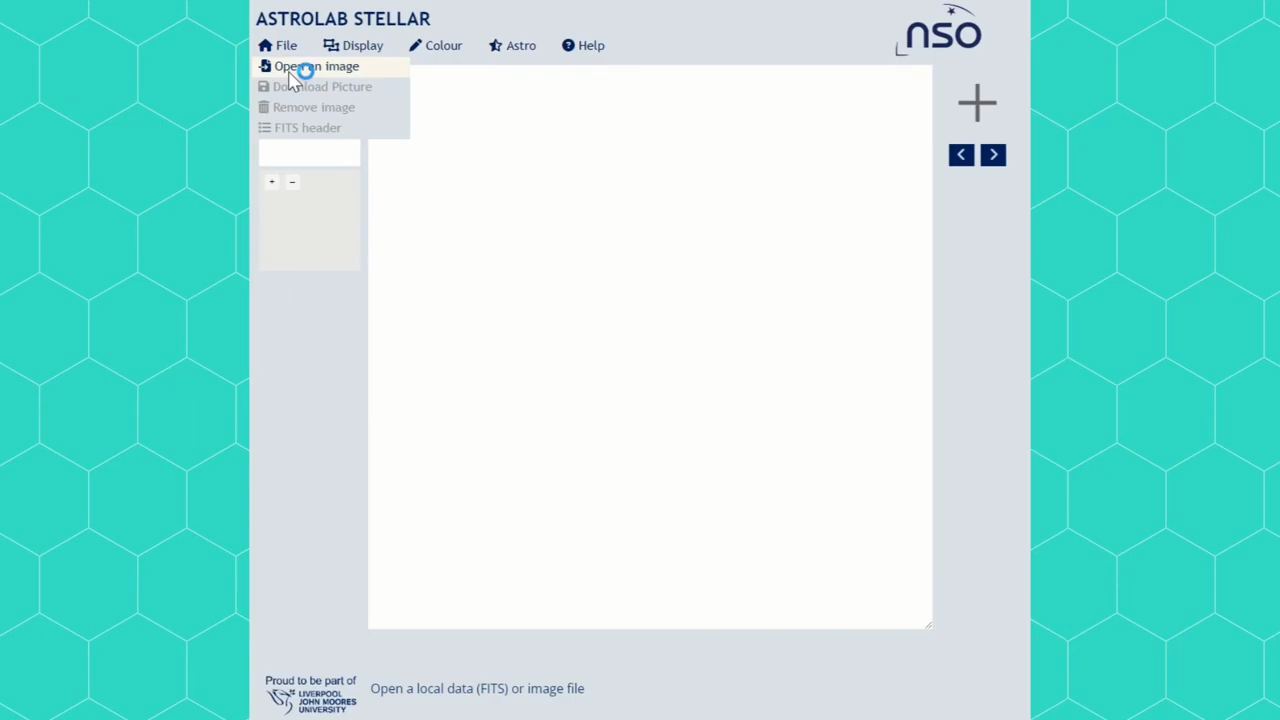 ASTROLAB STELLAR
nso
File Display Colour Astro Help
Open an image
Download Picture
Remove image
FITS header
+ −
Proud to be part of
LIVERPOOL
JOHN MOORES
UNIVERSITY
Open a local data (FITS) or image file